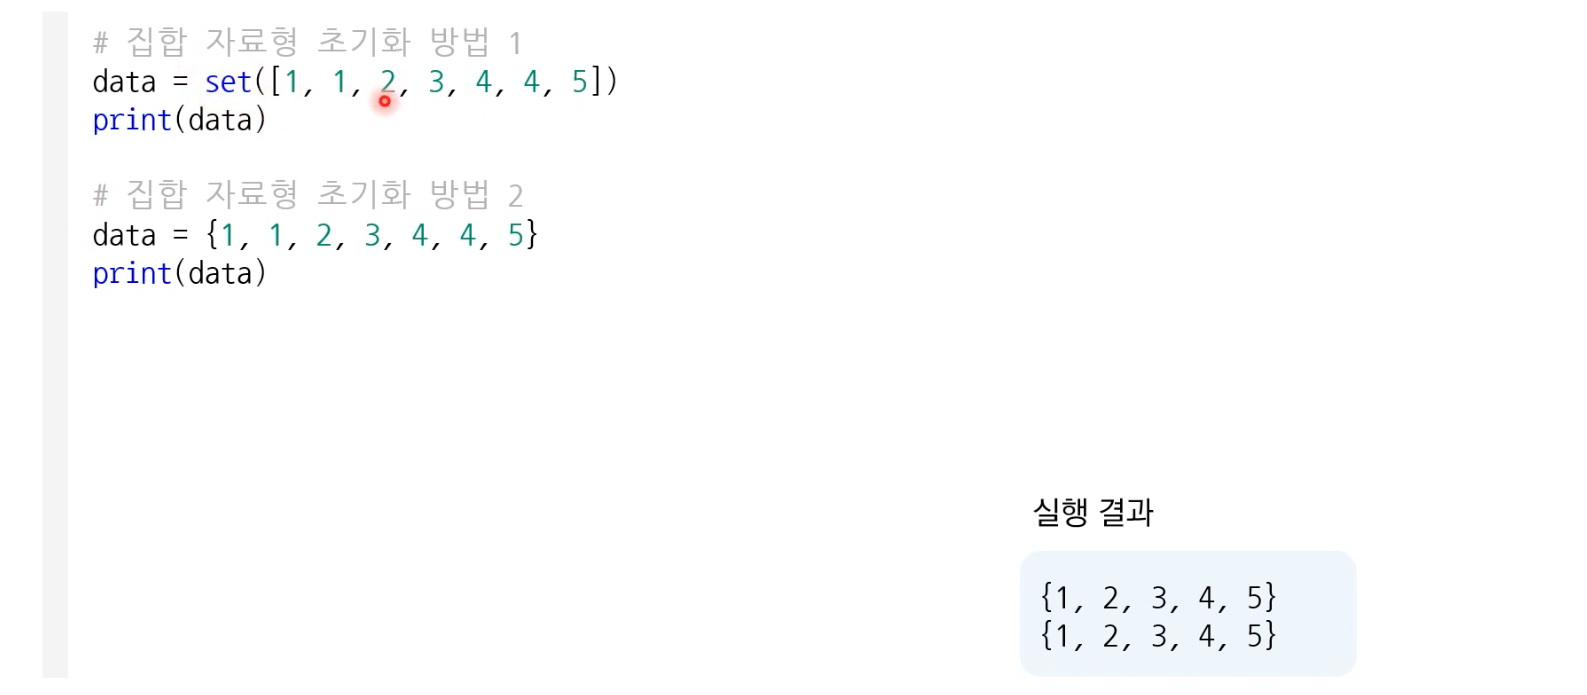 # 집합 자료형 초기화 방법 1
data = set([1, 1, 2, 3, 4, 4, 5])
print(data)
# 집합 자료형 초기화 방법 2
data = {1, 1, 2, 3, 4, 4, 5}
print(data)
실행 결과
{1, 2, 3, 4, 5}
{1, 2, 3, 4, 5}